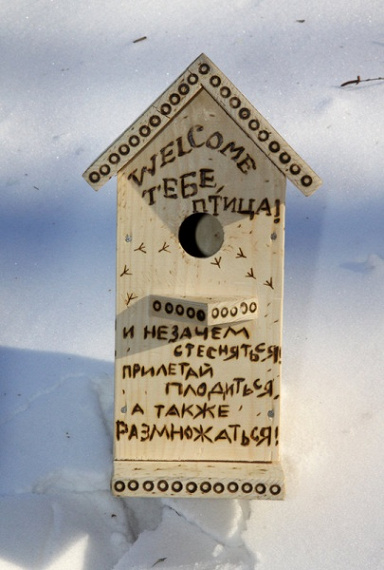 WELCOME
ТЕБЕ,
ПТИЦА!
И НЕЗАЧЕМ
СТЕСНЯТЬСЯ!
ПРИЛЕТАЙ
ПЛОДИТЬСЯ,
А ТАКЖЕ
РАЗМНОЖАТЬСЯ!